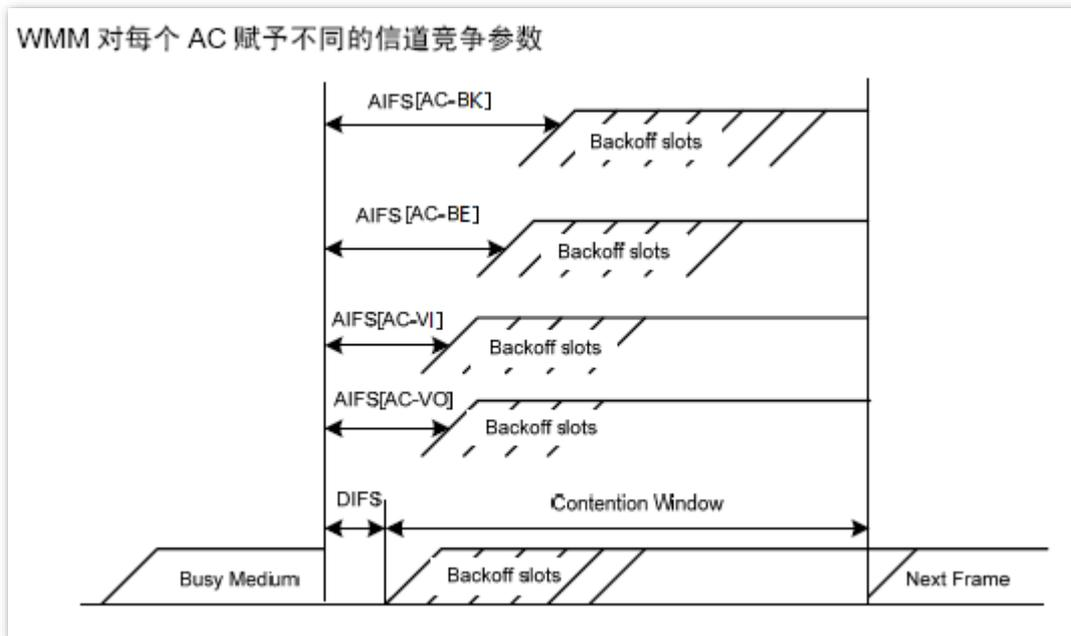 WMM 对每个 AC 赋予不同的信道竞争参数
AIFS[AC-BK]
Backoff slots
AIFS[AC-BE]
Backoff slots
AIFS[AC-VI]
Backoff slots
AIFS[AC-VO]
Backoff slots
DIFS
Contention Window
Busy Medium
Backoff slots
Next Frame